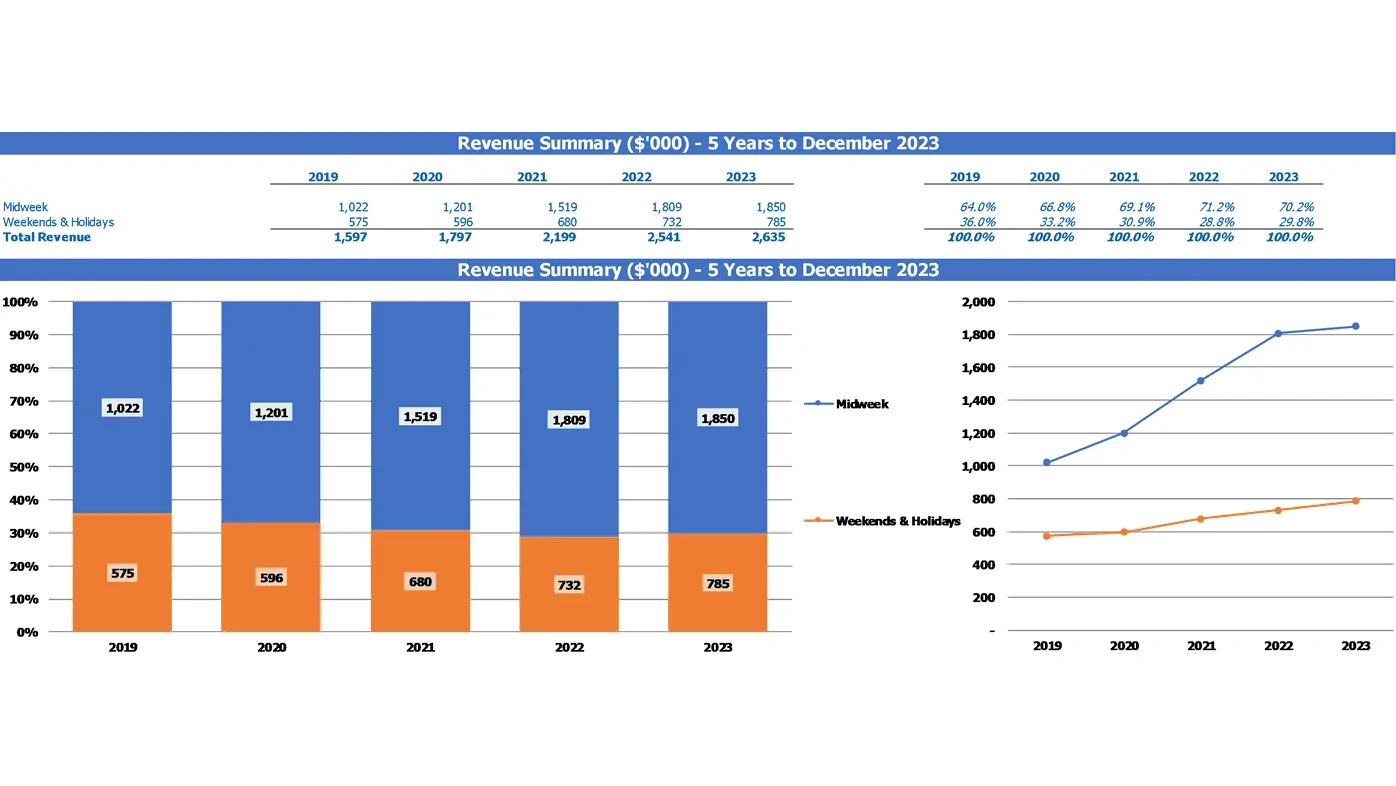 Revenue Summary ($'000) - 5 Years to December 2023
2019 2020 2021 2022 2023 2019 2020 2021 2022 2023
Midweek 1,022 1,201 1,519 1,809 1,850 64.0% 66.8% 69.1% 71.2% 70.2%
Weekends & Holidays 575 596 680 732 785 36.0% 33.2% 30.9% 28.8% 29.8%
Total Revenue 1,597 1,797 2,199 2,541 2,635 100.0% 100.0% 100.0% 100.0% 100.0%
Revenue Summary ($'000) - 5 Years to December 2023
100%
90%
80%
70%
60%
50%
40%
30%
20%
10%
0%
1,022 1,201 1,519 1,809 1,850
575 596 680 732 785
2019 2020 2021 2022 2023
Midweek
Weekends & Holidays
2,000
1,800
1,600
1,400
1,200
1,000
800
600
400
200
-
2019 2020 2021 2022 2023